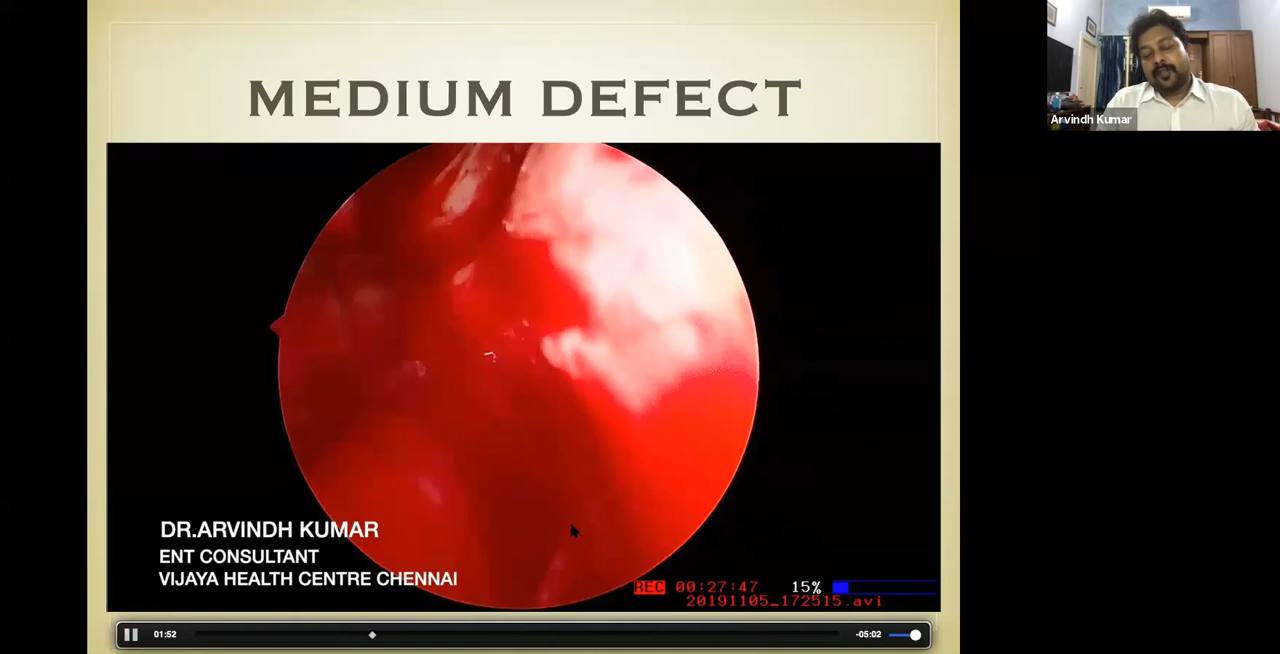 MEDIUM DEFECT
Arvindh Kumar
DR.ARVINDH KUMAR
ENT CONSULTANT
VIJAYA HEALTH CENTRE CHENNAI
REC 00:27:47 15%
20191105_172515.avi
01:52
-05:02